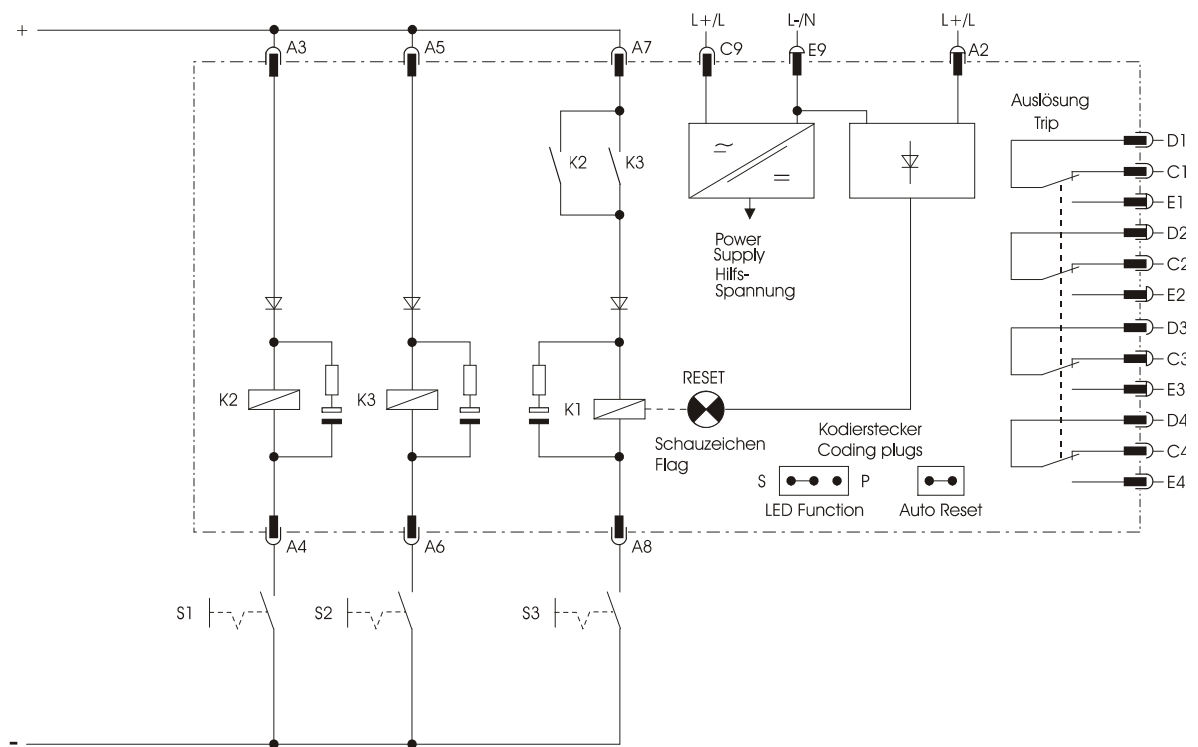 L+/L
L-/N
L+/L
+
A3
A5
A7
C9
E9
A2
Auslösung
Trip
D1
C1
E1
K2
K3
~
=
D2
C2
E2
Power
Supply
Hilfs-
Spannung
D3
C3
E3
K2
K3
K1
RESET
Schauzeichen
Flag
Kodierstecker
Coding plugs
D4
C4
E4
S
P
LED Function
Auto Reset
A4
A6
A8
S1
S2
S3
-